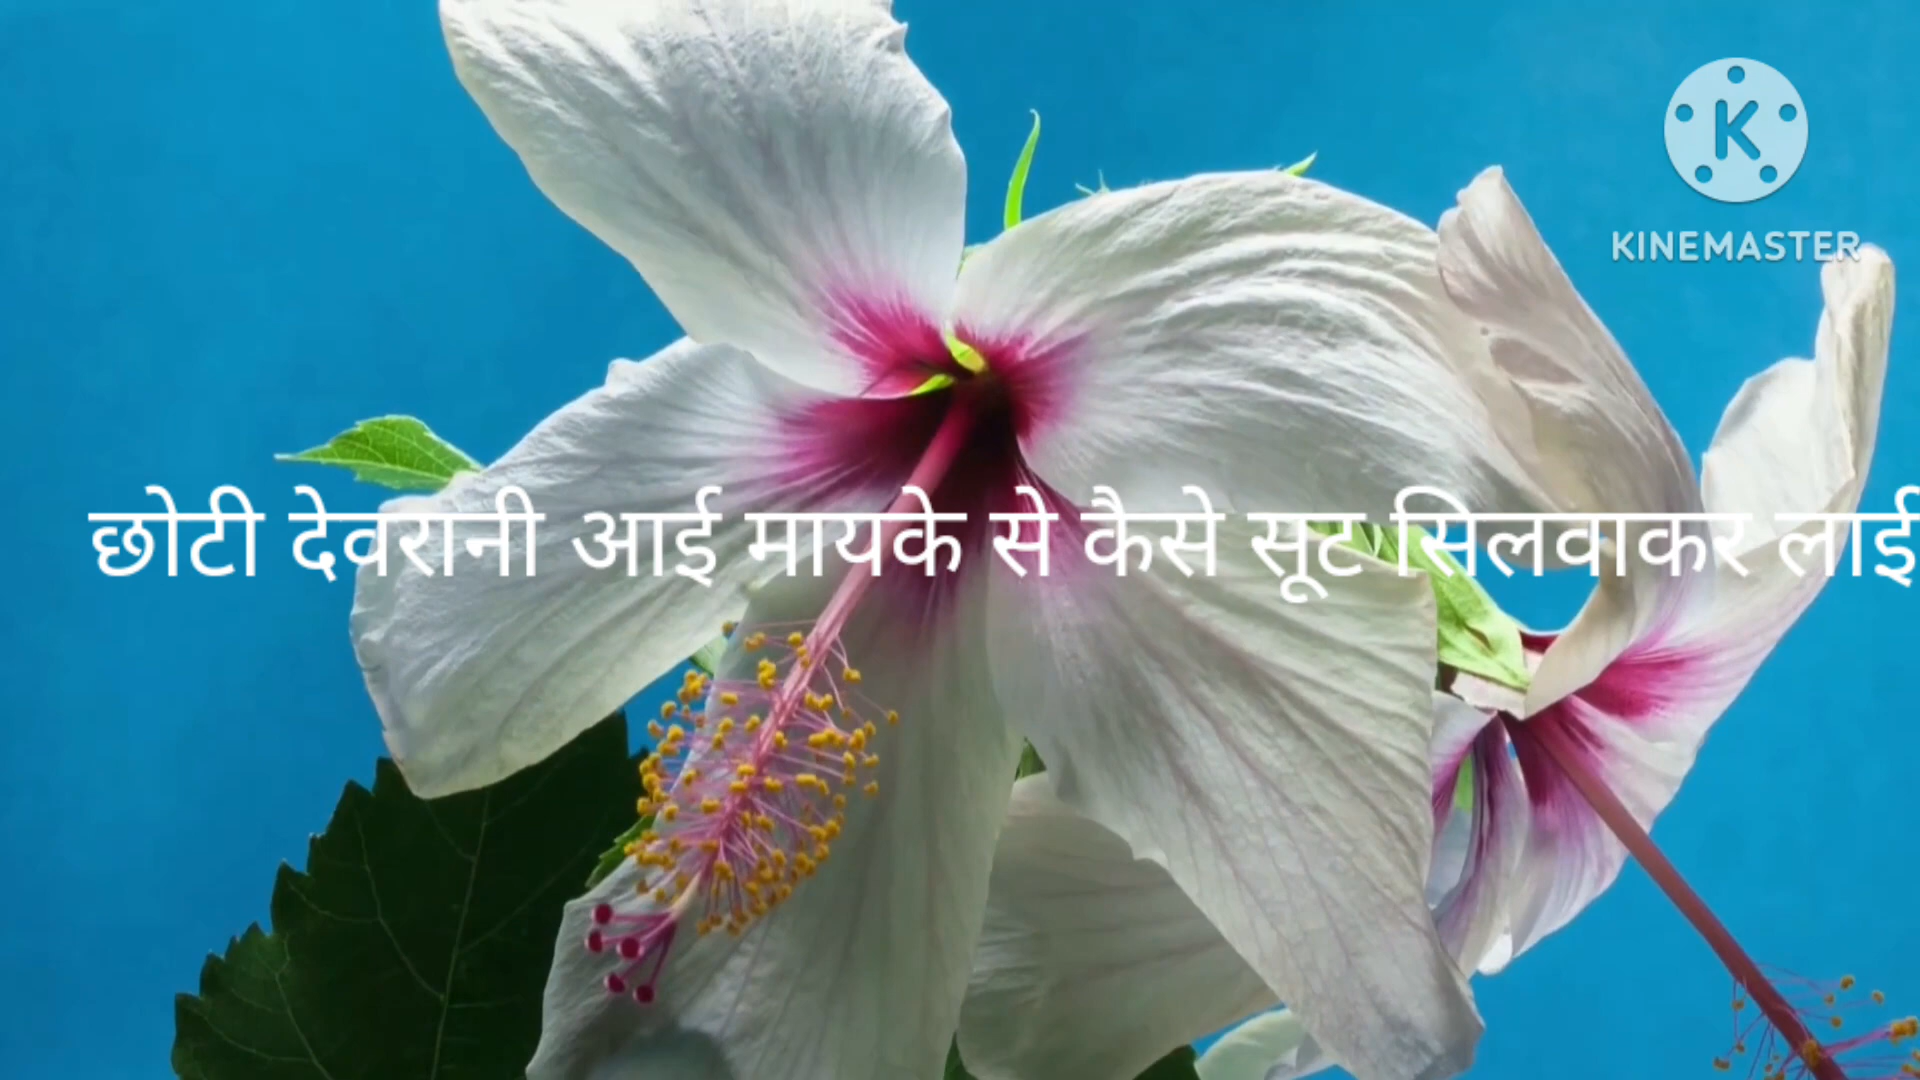 KINEMASTER
छोटी देवरानी आई मायके से कैसे सूट सिलवाकर लाई